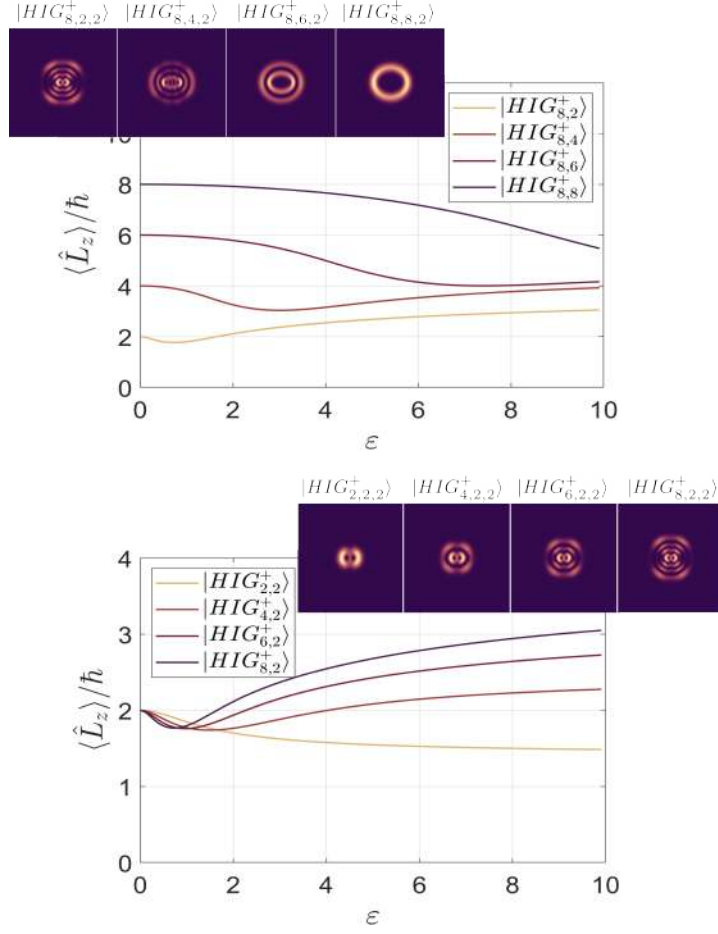 |HIG⁺₈,₂,₂⟩ |HIG⁺₈,₄,₂⟩ |HIG⁺₈,₆,₂⟩ |HIG⁺₈,₈,₂⟩
|HIG⁺₈,₂⟩
|HIG⁺₈,₄⟩
|HIG⁺₈,₆⟩
|HIG⁺₈,₈⟩
8
6
4
2
0
⟨L̂z⟩/ħ
0 2 4 6 8 10
ε
|HIG⁺₂,₂,₂⟩ |HIG⁺₄,₂,₂⟩ |HIG⁺₆,₂,₂⟩ |HIG⁺₈,₂,₂⟩
|HIG⁺₂,₂⟩
|HIG⁺₄,₂⟩
|HIG⁺₆,₂⟩
|HIG⁺₈,₂⟩
4
3
2
1
0
⟨L̂z⟩/ħ
0 2 4 6 8 10
ε